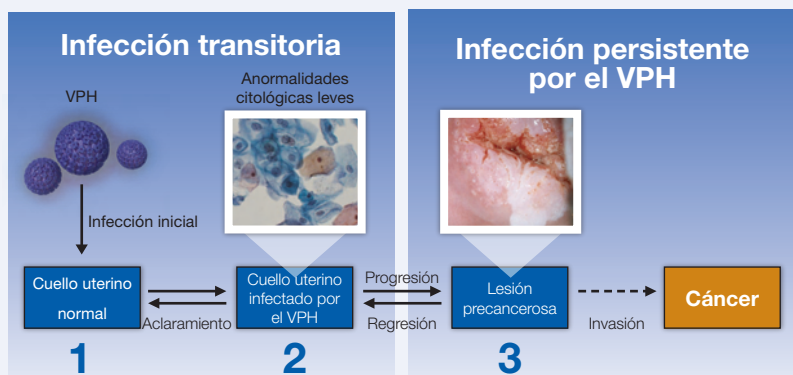 Infección transitoria
VPH
Anormalidades
citológicas leves
Infección inicial
Cuello uterino
normal
Aclaramiento
Cuello uterino
infectado por
el VPH
1
2
Infección persistente
por el VPH
Progresión
Regresión
Lesión
precancerosa
Invasión
Cáncer
3